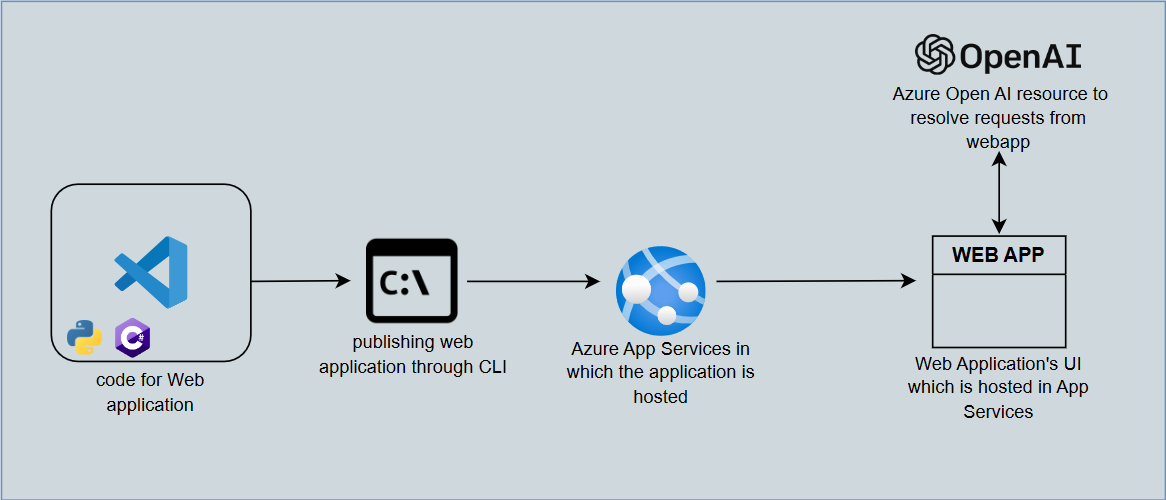 OpenAI
Azure Open AI resource to
resolve requests from
webapp
WEB APP
C:\
C#
code for Web
application
publishing web
application through CLI
Azure App Services in
which the application is
hosted
Web Application's UI
which is hosted in App
Services